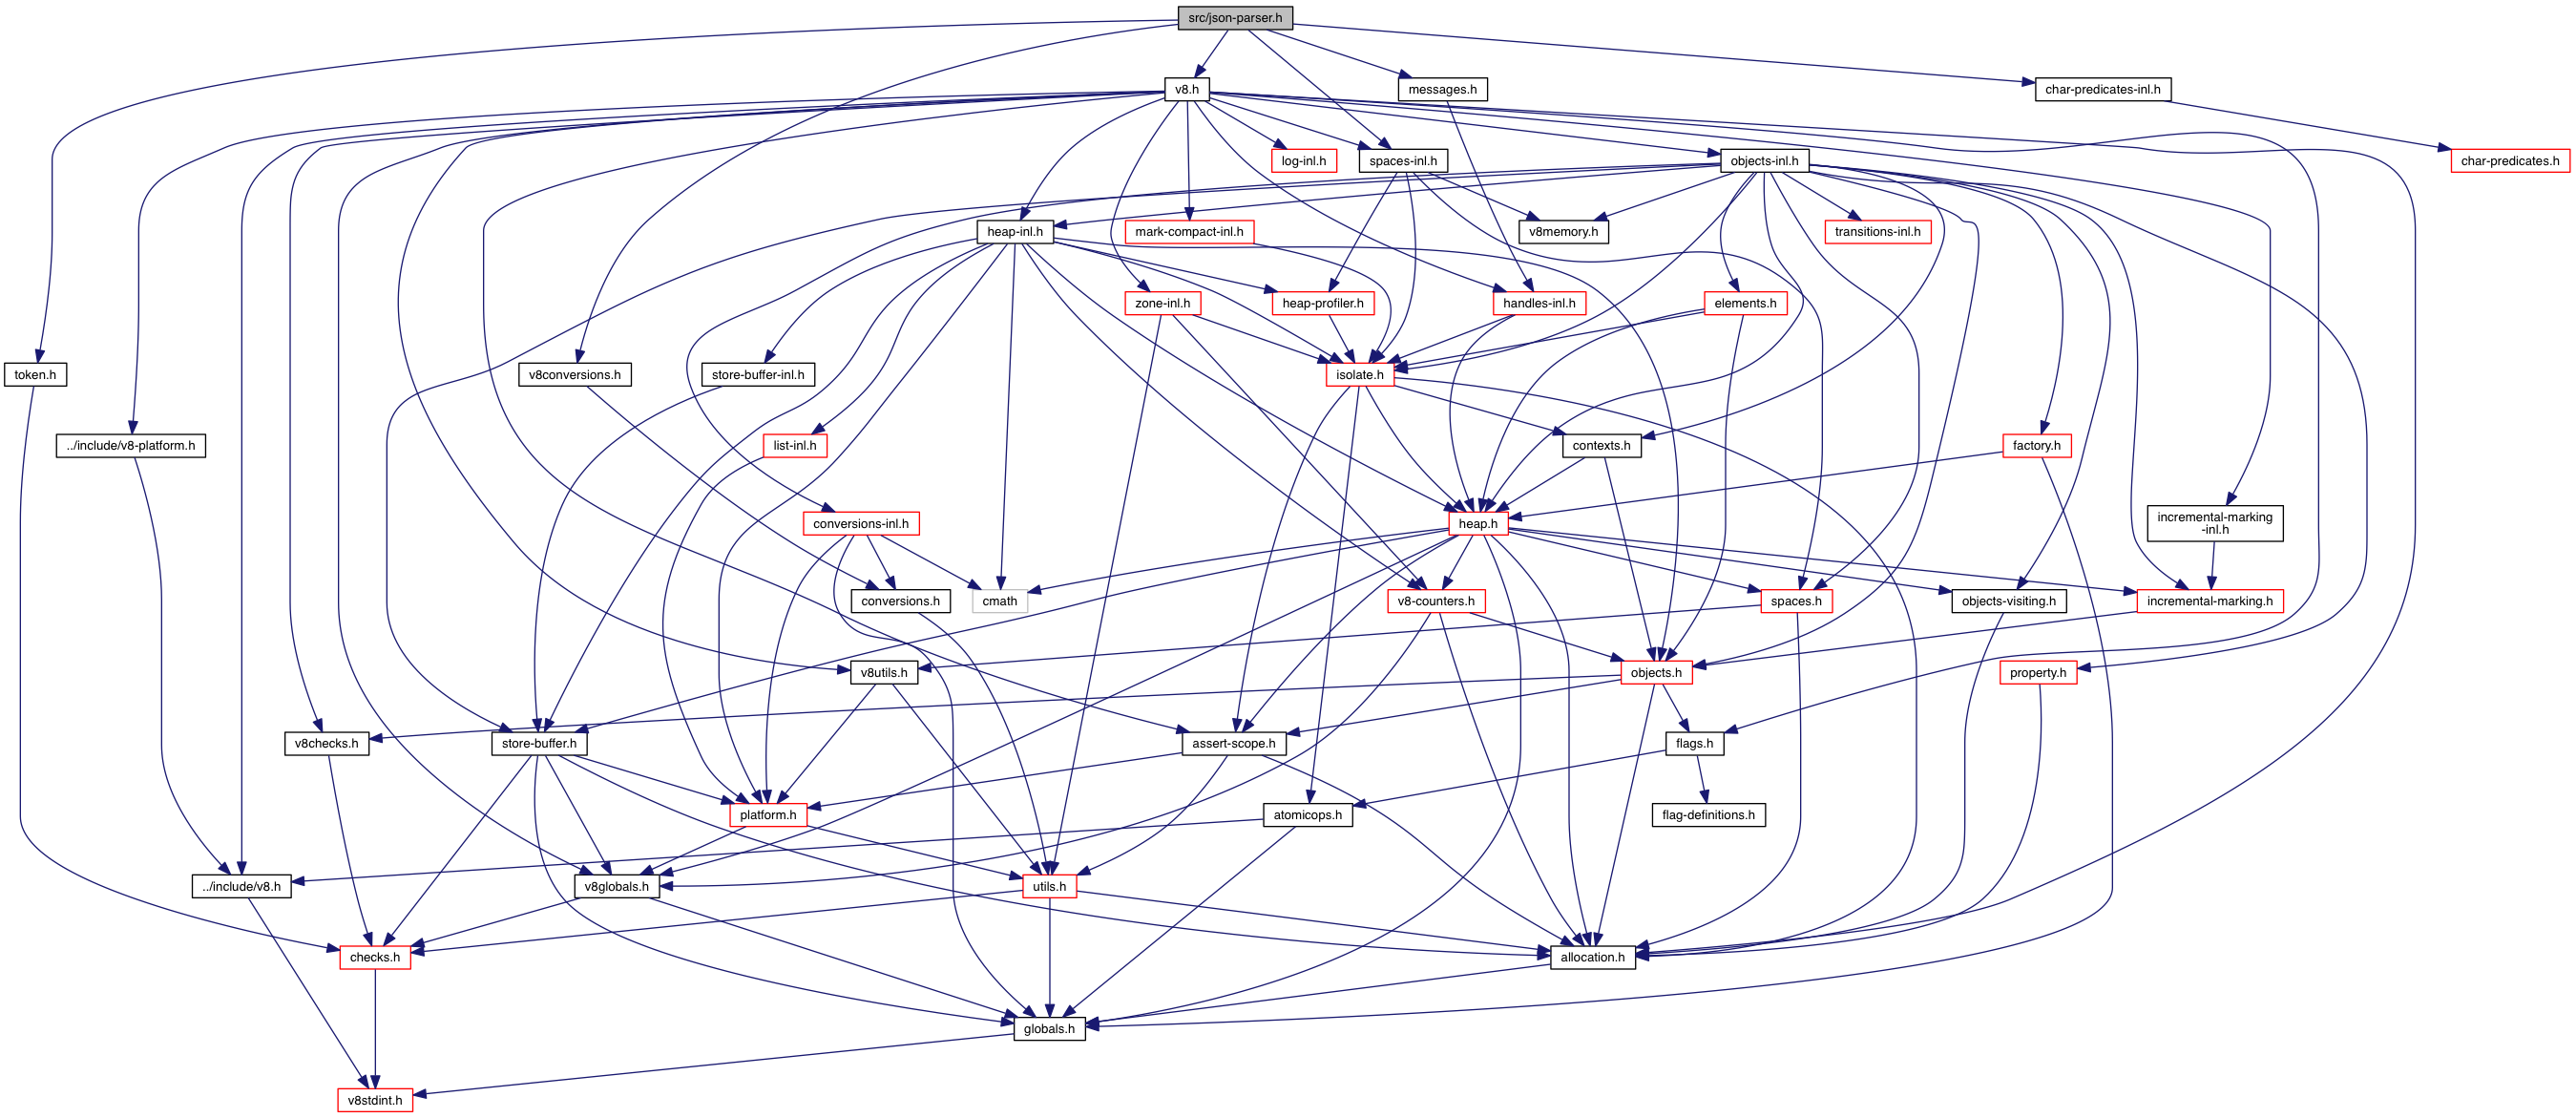 src/json-parser.h
v8.h
messages.h
char-predicates-inl.h
log-inl.h
spaces-inl.h
objects-inl.h
char-predicates.h
heap-inl.h
mark-compact-inl.h
v8memory.h
transitions-inl.h
zone-inl.h
heap-profiler.h
handles-inl.h
elements.h
token.h
v8conversions.h
store-buffer-inl.h
isolate.h
../include/v8-platform.h
list-inl.h
contexts.h
factory.h
conversions-inl.h
heap.h
incremental-marking
-inl.h
conversions.h
cmath
v8-counters.h
spaces.h
objects-visiting.h
incremental-marking.h
v8utils.h
objects.h
property.h
v8checks.h
store-buffer.h
assert-scope.h
flags.h
platform.h
atomicops.h
flag-definitions.h
../include/v8.h
v8globals.h
utils.h
checks.h
allocation.h
globals.h
v8stdint.h